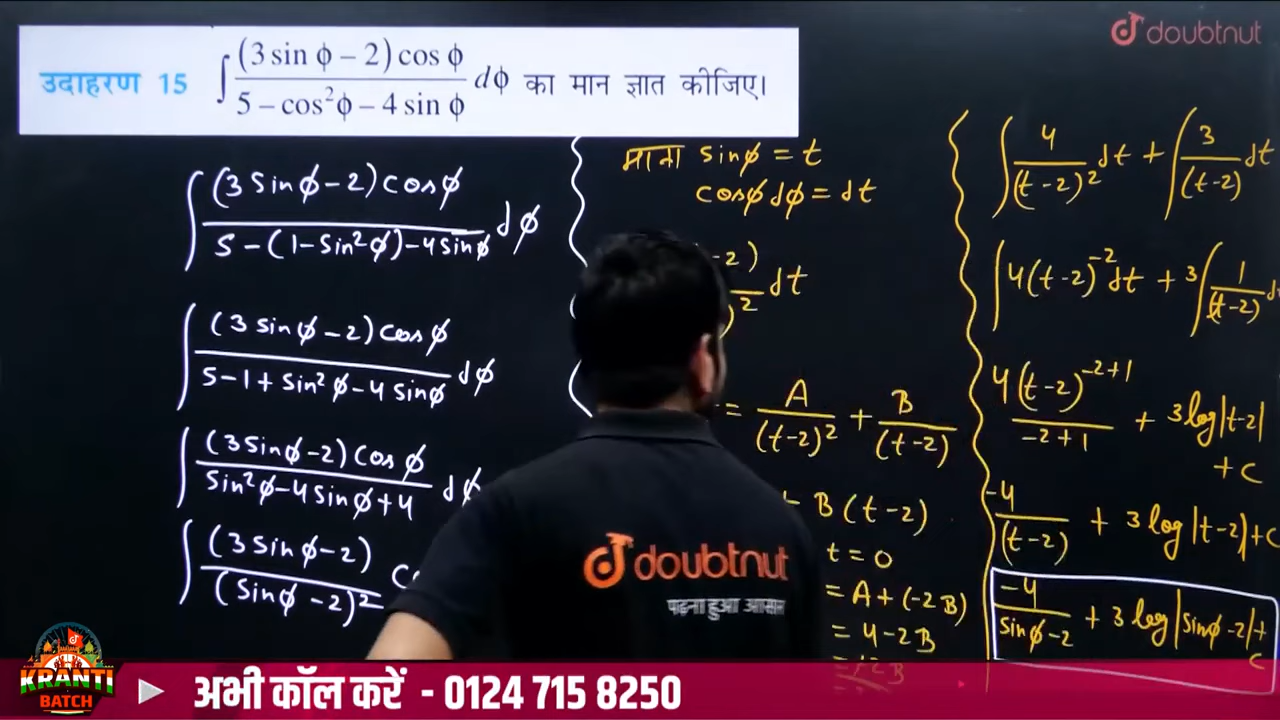 doubtnut
उदाहरण 15 ∫ (3 sin ϕ – 2) cos ϕ / 5 – cos²ϕ – 4 sin ϕ dϕ का मान ज्ञात कीजिए।
∫ (3 sinϕ-2) cosϕ / 5-(1-sin²ϕ)-4 sinϕ dϕ
∫ (3 sinϕ-2) cosϕ / 5-1+sin²ϕ-4 sinϕ dϕ
∫ (3 sinϕ-2) cosϕ / sin²ϕ-4 sinϕ+4 dϕ
∫ (3 sinϕ-2) / (sinϕ-2)²
माना sinϕ = t
cosϕ dϕ = dt
dt
= A/(t-2)² + B/(t-2)
B(t-2)
t = 0
= A+(-2B)
= 4-2B
∫ 4/(t-2)² dt + ∫ 3/(t-2) dt
∫ 4(t-2)⁻² dt + 3∫ 1/(t-2)
4(t-2)⁻²⁺¹ / -2+1 + 3 log|t-2|
+ C
-4/(t-2) + 3 log|t-2| + C
-4/sinϕ-2 + 3 log|sinϕ-2| +
C
doubtnut
पढ़ना हुआ आसान
KRANTI
BATCH
अभी कॉल करें - 0124 715 8250